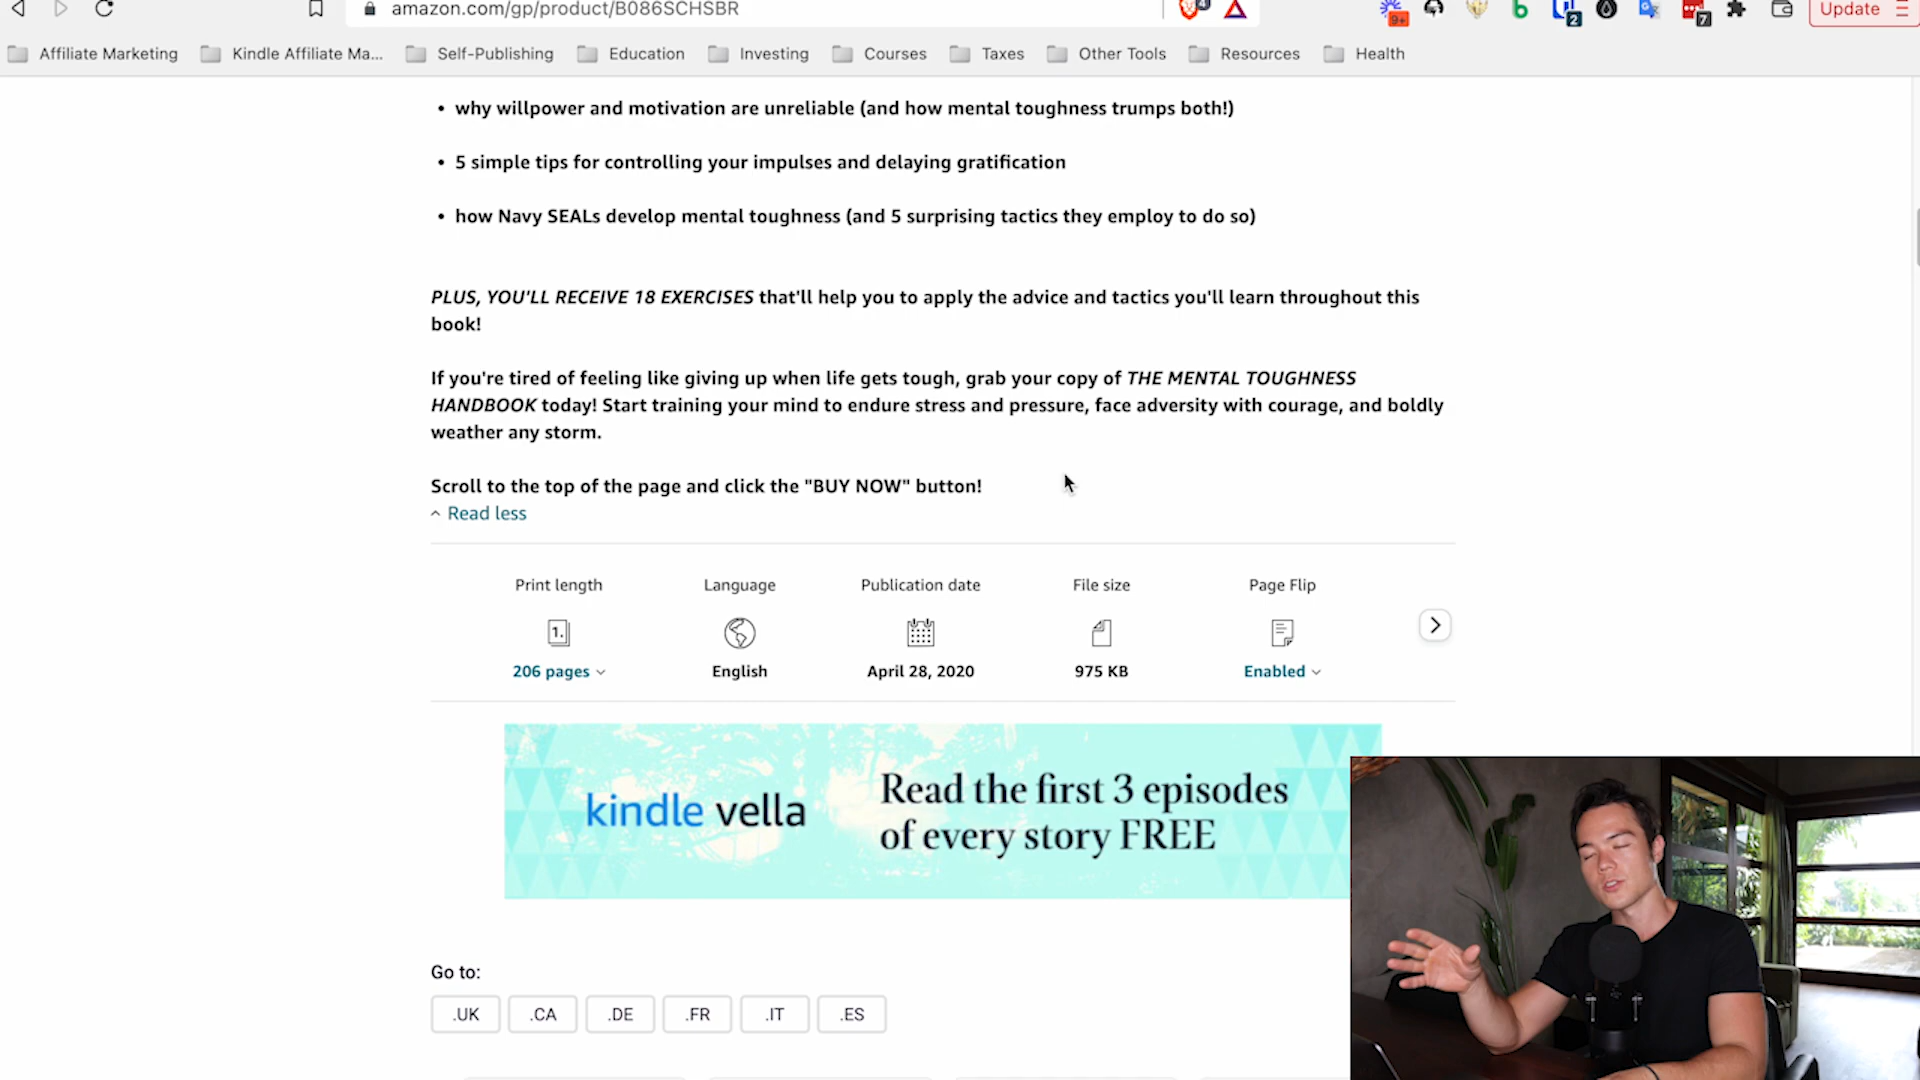 amazon.com/gp/product/B086SCHSBR
4
9+
b
2
7
Update
Affiliate Marketing
Kindle Affiliate Ma...
Self-Publishing
Education
Investing
Courses
Taxes
Other Tools
Resources
Health
• why willpower and motivation are unreliable (and how mental toughness trumps both!)
• 5 simple tips for controlling your impulses and delaying gratification
• how Navy SEALs develop mental toughness (and 5 surprising tactics they employ to do so)
PLUS, YOU'LL RECEIVE 18 EXERCISES that'll help you to apply the advice and tactics you'll learn throughout this
book!
If you're tired of feeling like giving up when life gets tough, grab your copy of THE MENTAL TOUGHNESS
HANDBOOK today! Start training your mind to endure stress and pressure, face adversity with courage, and boldly
weather any storm.
Scroll to the top of the page and click the "BUY NOW" button!
Read less
Print length
Language
Publication date
File size
Page Flip
1.
206 pages
English
April 28, 2020
975 KB
Enabled
kindle vella
Read the first 3 episodes
of every story FREE
Go to:
.UK
.CA
.DE
.FR
.IT
.ES